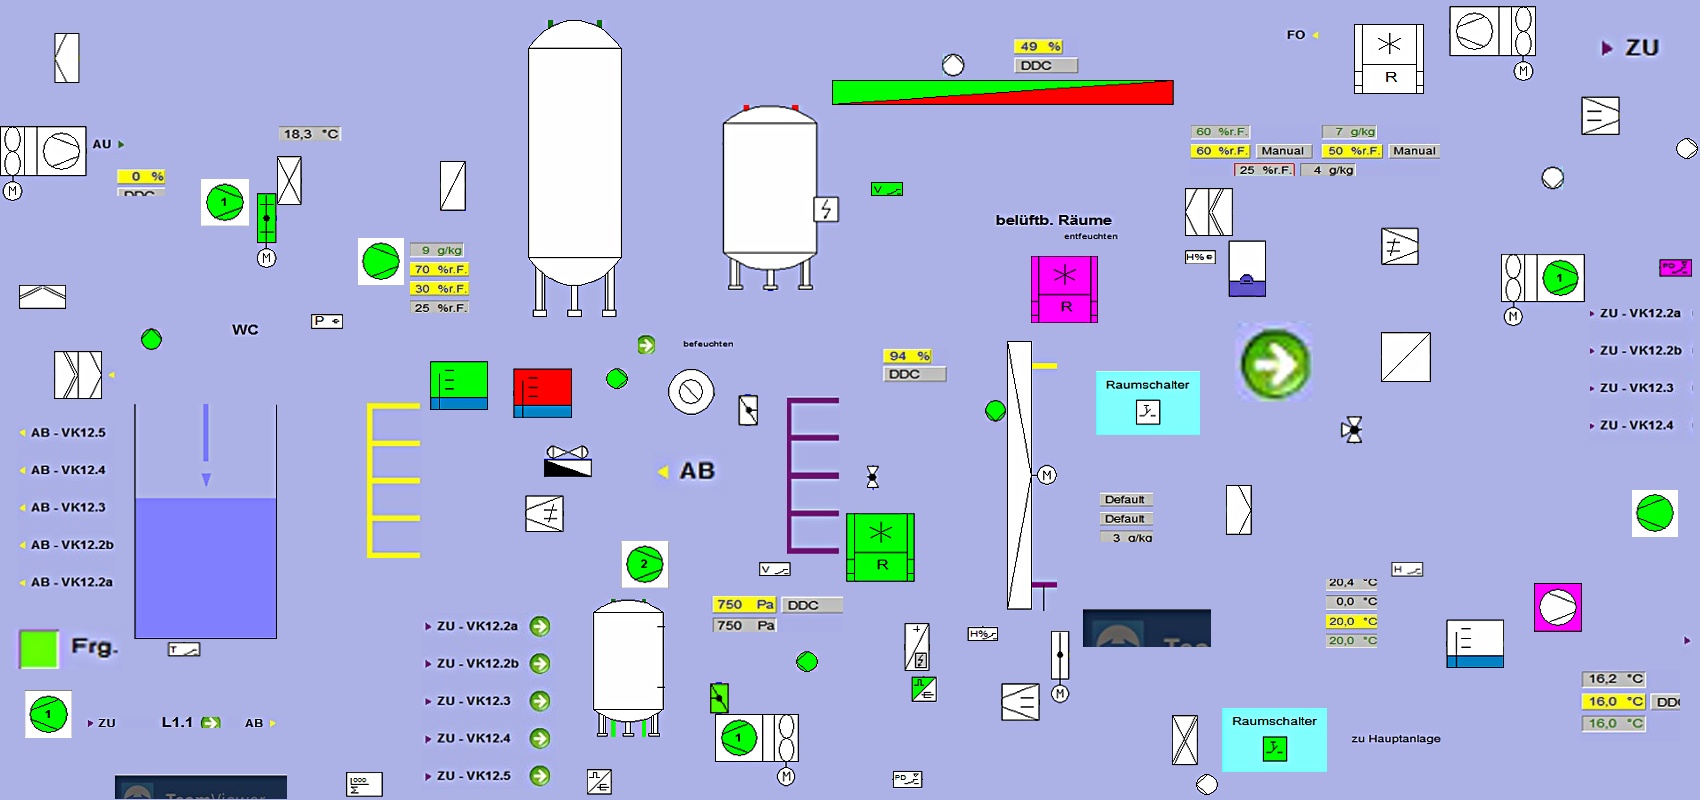 49 %
DDC
FO
R
M
ZU
AU
M
0 %
DDC
18,3 °C
1
M
9 g/kg
70 %r.F.
30 %r.F.
25 %r.F.
V
60 %r.F.
7 g/kg
60 %r.F.
Manual
50 %r.F.
Manual
25 %r.F.
4 g/kg
belüftb. Räume
entfeuchten
H%
R
1
M
PD
WC
P
befeuchten
94 %
DDC
Raumschalter
ZU - VK12.2a
ZU - VK12.2b
ZU - VK12.3
ZU - VK12.4
AB - VK12.5
AB - VK12.4
AB - VK12.3
AB - VK12.2b
AB - VK12.2a
AB
M
R
Default
Default
3 g/kg
2
V
H
20,4 °C
0,0 °C
20,0 °C
20,0 °C
750 Pa
DDC
750 Pa
Frg.
T
ZU - VK12.2a
ZU - VK12.2b
ZU - VK12.3
ZU - VK12.4
ZU - VK12.5
H%
M
16,2 °C
16,0 °C
DDC
16,0 °C
1
ZU
L1.1
AB
1
M
Raumschalter
zu Hauptanlage
PD
1000
Σ
TeamViewer